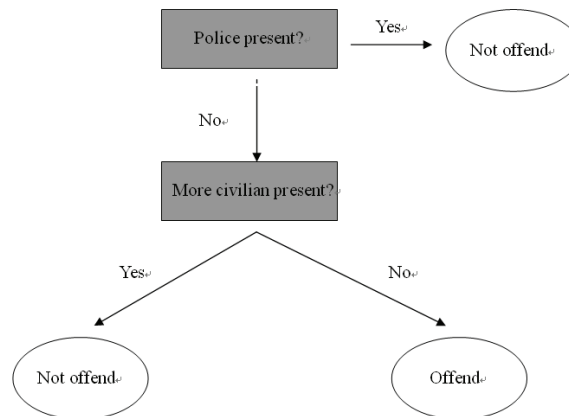 Police present?
Yes
Not offend
No
More civilian present?
Yes
No
Not offend
Offend